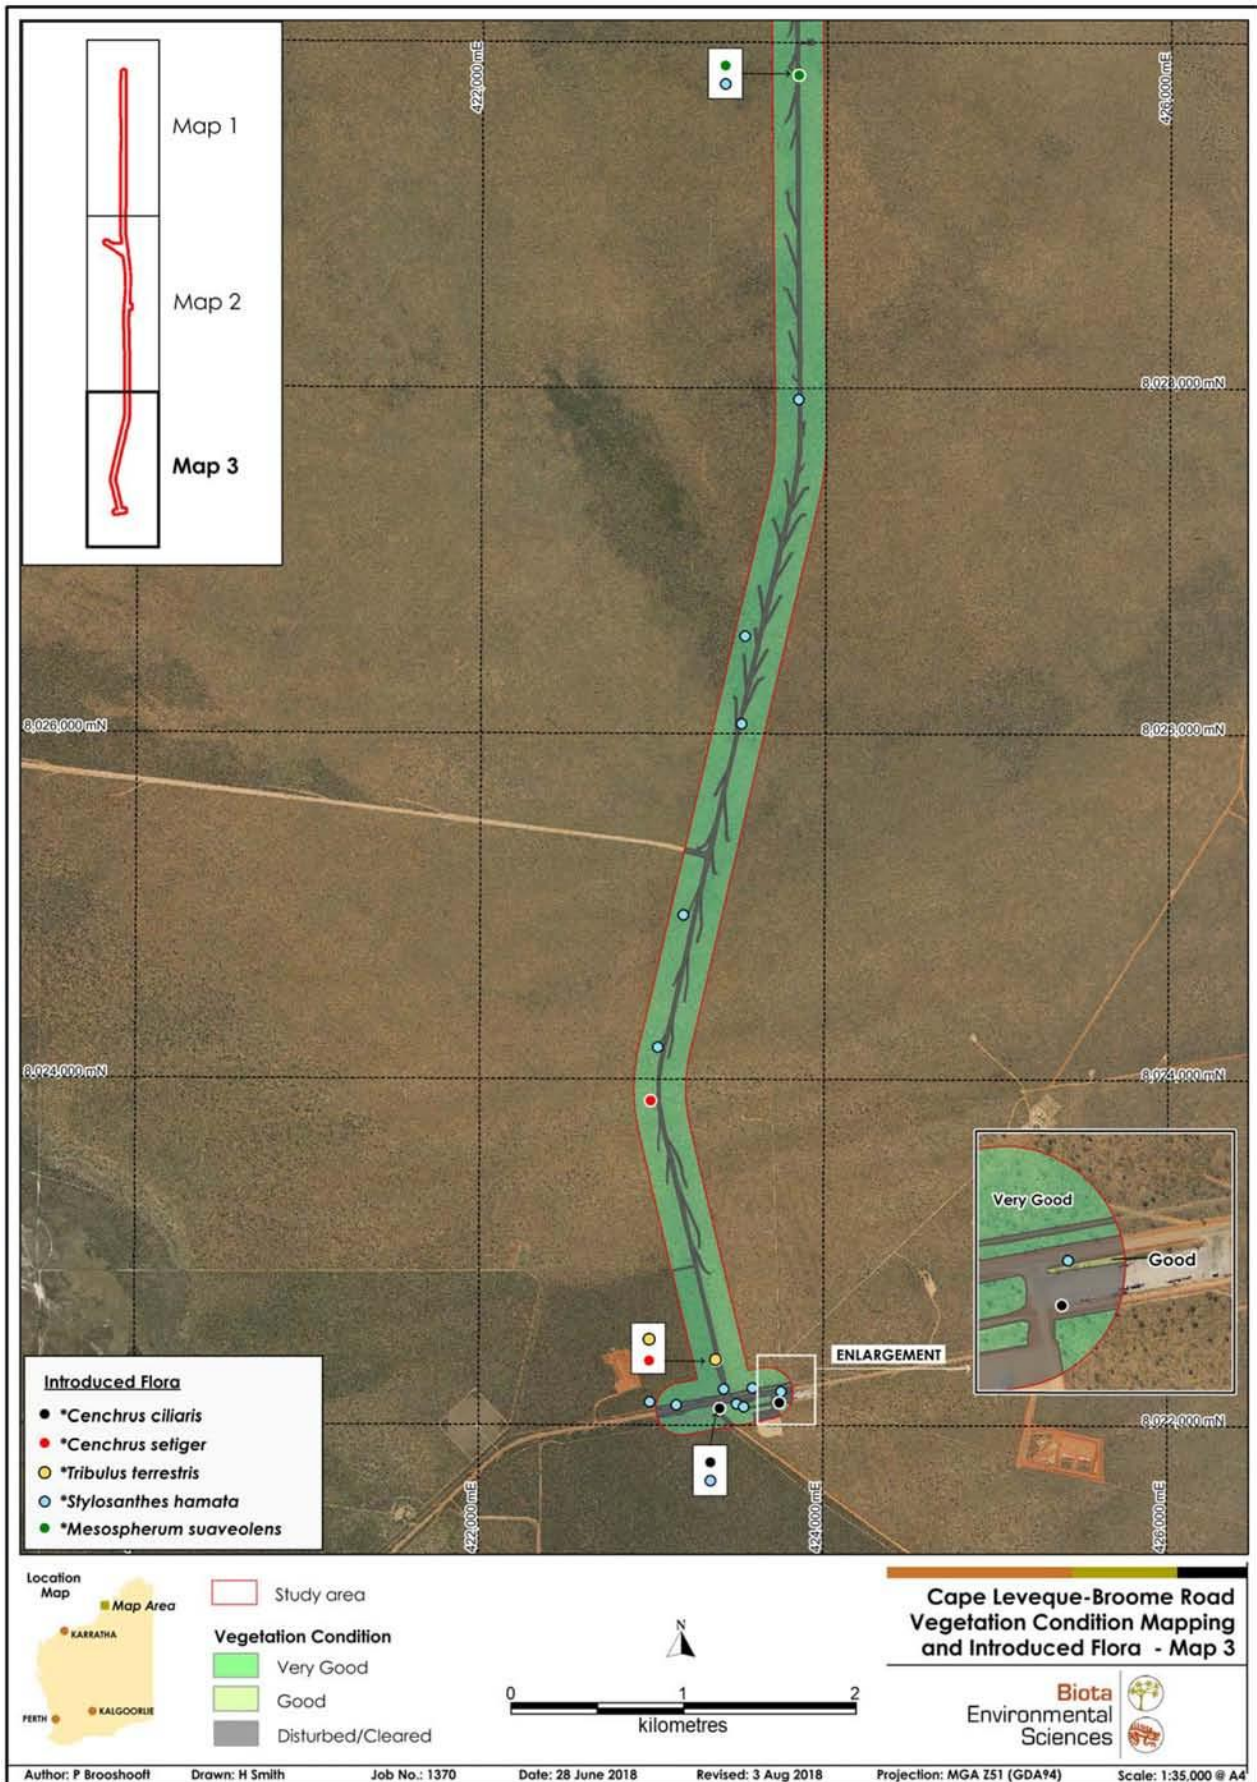 Map 1
Map 2
Map 3
422,000 mE
426,000 mE
8,028,000 mN
8,026,000 mN
8,026,000 mN
8,024,000 mN
8,024,000 mN
Very Good
Good
ENLARGEMENT
8,022,000 mN
422,000 mE
424,000 mE
426,000 mE
Introduced Flora
*Cenchrus ciliaris
*Cenchrus setiger
*Tribulus terrestris
*Stylosanthes hamata
*Mesospherum suaveolens
Location
Map
Map Area
KARRATHA
KALGOORLIE
PERTH
Study area
Vegetation Condition
Very Good
Good
Disturbed/Cleared
N
0 1 2
kilometres
Cape Leveque-Broome Road
Vegetation Condition Mapping
and Introduced Flora - Map 3
Biota
Environmental
Sciences
Author: P Brooshooft Drawn: H Smith Job No.: 1370 Date: 28 June 2018 Revised: 3 Aug 2018 Projection: MGA Z51 (GDA94) Scale: 1:35,000 @ A4